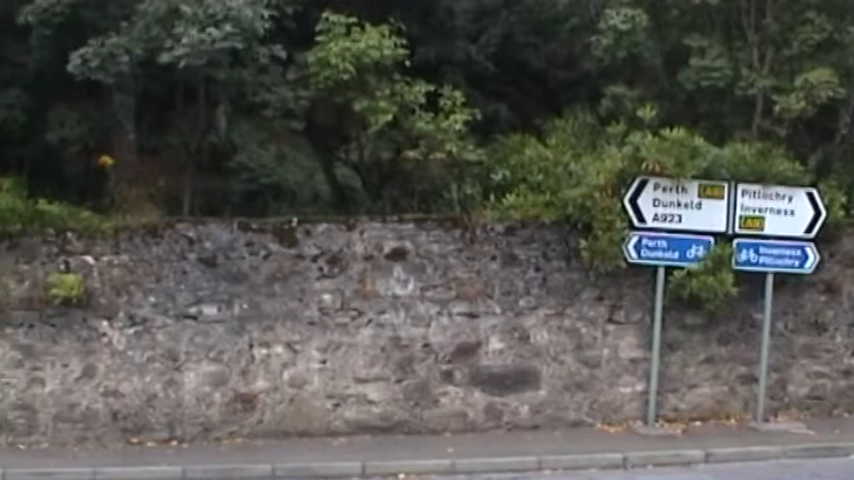 Perth (A9)
Dunkeld
A923
Pitlochry
Inverness
(A9)
Perth
Dunkeld
Inverness
Pitlochry